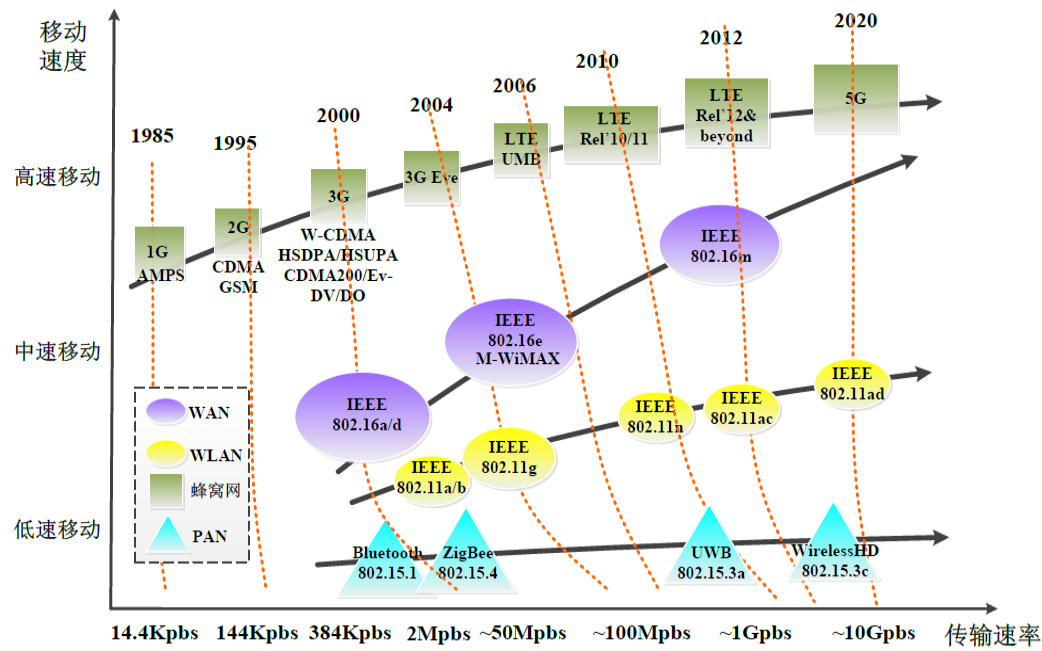 移动
速度
2020
2012
2010
2006
2004
2000
1995
1985
5G
LTE
Rel’12&
beyond
LTE
Rel’10/11
LTE
UMB
3G Eve
3G
W-CDMA
HSDPA/HSUPA
CDMA200/Ev-
DV/DO
2G
CDMA
GSM
1G
AMPS
高速移动
中速移动
低速移动
IEEE
802.16m
IEEE
802.16e
M-WiMAX
IEEE
802.16a/d
IEEE
802.11ad
IEEE
802.11ac
IEEE
802.11n
IEEE
802.11g
IEEE
802.11a/b
WAN
WLAN
蜂窝网
PAN
Bluetooth
802.15.1
ZigBee
802.15.4
UWB
802.15.3a
WirelessHD
802.15.3c
14.4Kpbs
144Kpbs
384Kpbs
2Mpbs
~50Mpbs
~100Mpbs
~1Gpbs
~10Gpbs
传输速率